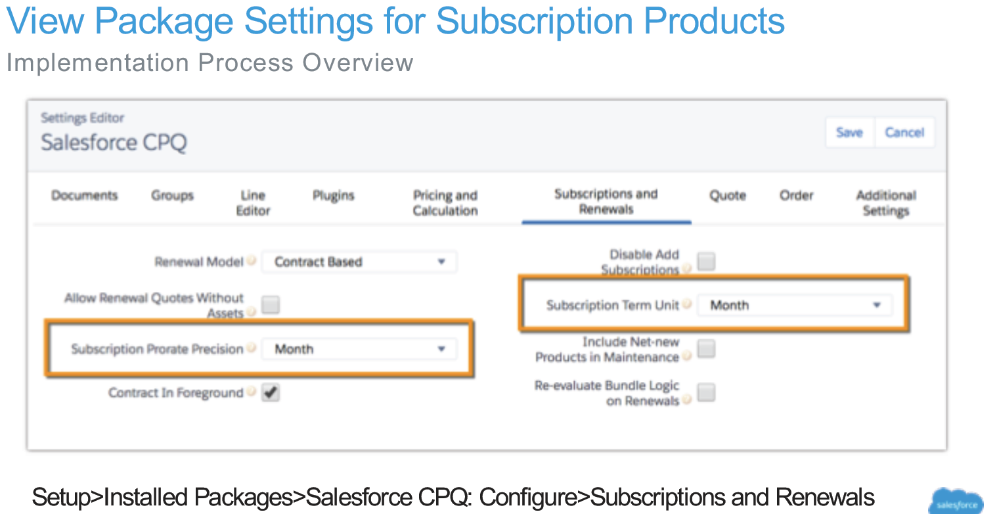 View Package Settings for Subscription Products
Implementation Process Overview
Settings Editor
Salesforce CPQ
Save
Cancel
Documents
Groups
Line
Editor
Plugins
Pricing and
Calculation
Subscriptions and
Renewals
Quote
Order
Additional
Settings
Renewal Model
Contract Based
Disable Add
Subscriptions
Allow Renewal Quotes Without
Assets
Subscription Term Unit
Month
Subscription Prorate Precision
Month
Include Net-new
Products in Maintenance
Contract In Foreground
Re-evaluate Bundle Logic
on Renewals
Setup>Installed Packages>Salesforce CPQ: Configure>Subscriptions and Renewals
salesforce